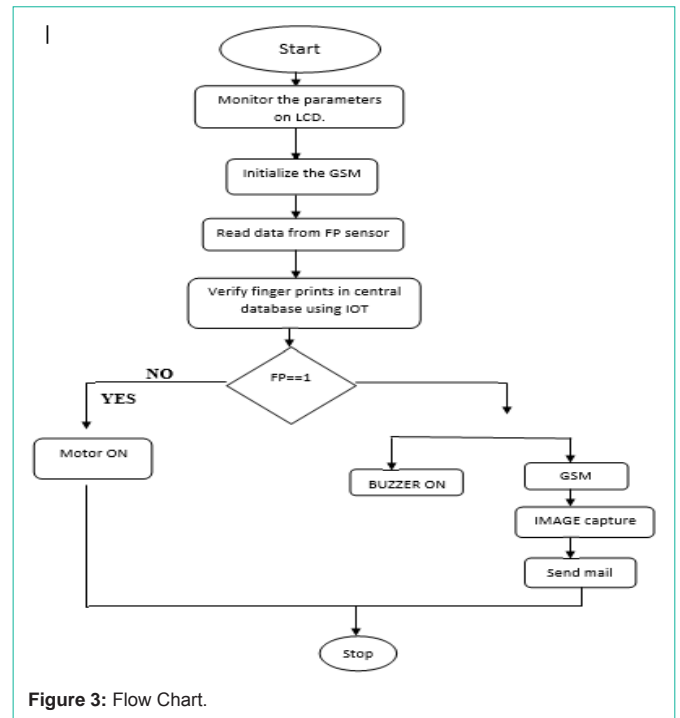 Start
Monitor the parameters
on LCD.
Initialize the GSM
Read data from FP sensor
Verify finger prints in central
database using IOT
FP==1
NO
YES
Motor ON
BUZZER ON
GSM
IMAGE capture
Send mail
Stop
Figure 3: Flow Chart.